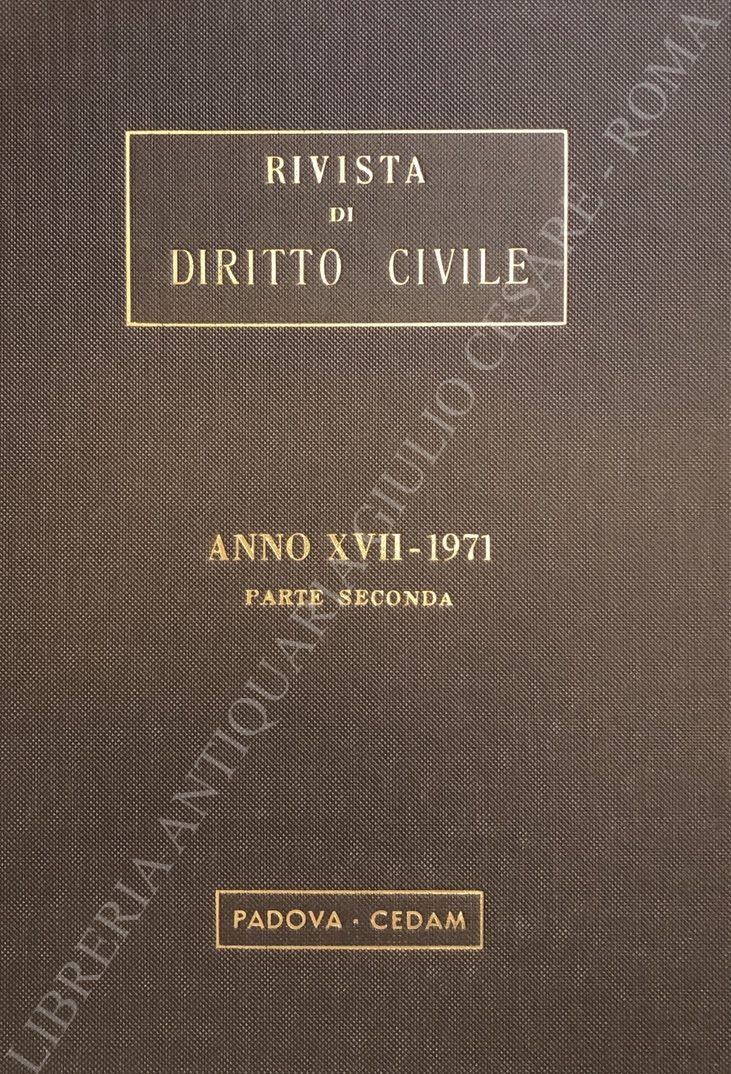 RIVISTA
DI
DIRITTO CIVILE
ANNO XVII-1971
PARTE SECONDA
PADOVA · CEDAM
LIBRERIA ANTIQUARIA GIULIO CESARE - ROMA